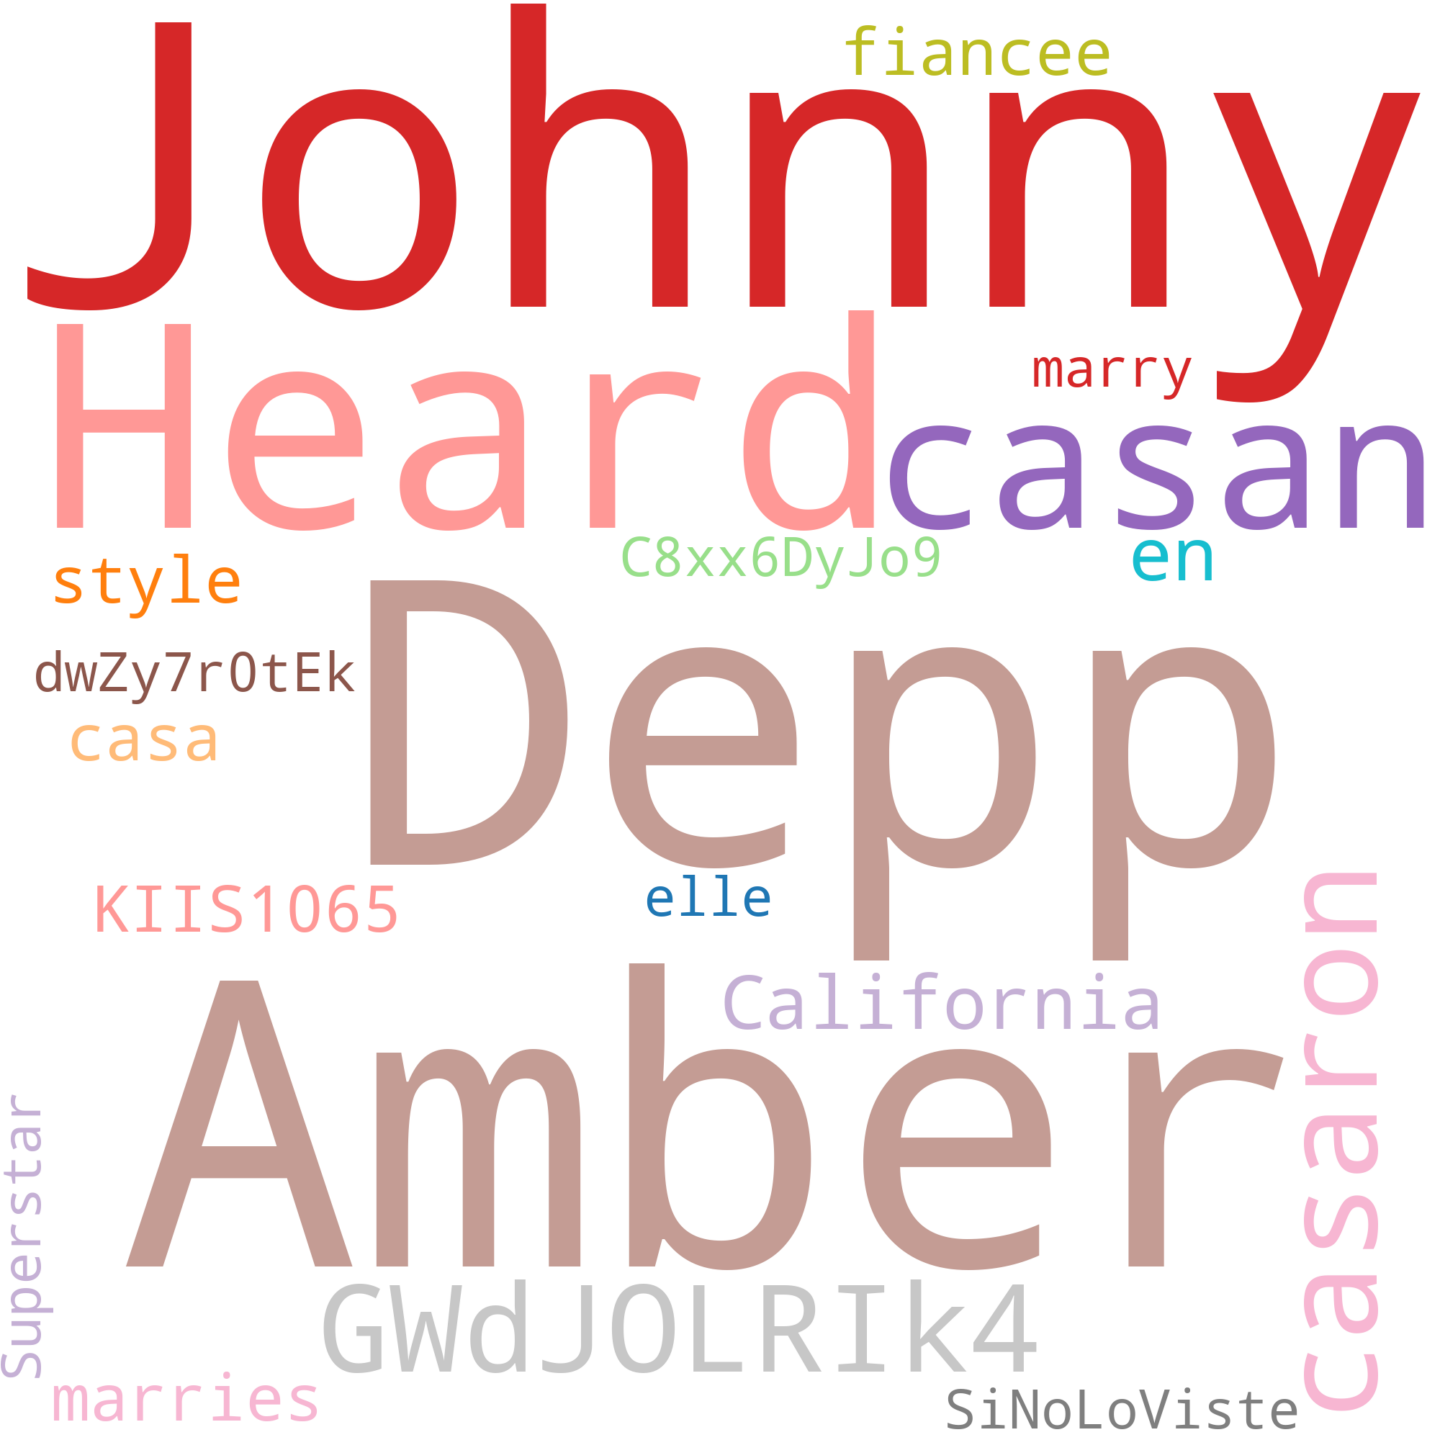 fiancee
Johnny
marry
Heard
casan
C8xx6DyJo9
en
style
dwZy7r0tEk
Depp
casa
KIIS1065
elle
casaron
California
Amber
Superstar
GWdJOLRIk4
marries
SiNoLoViste